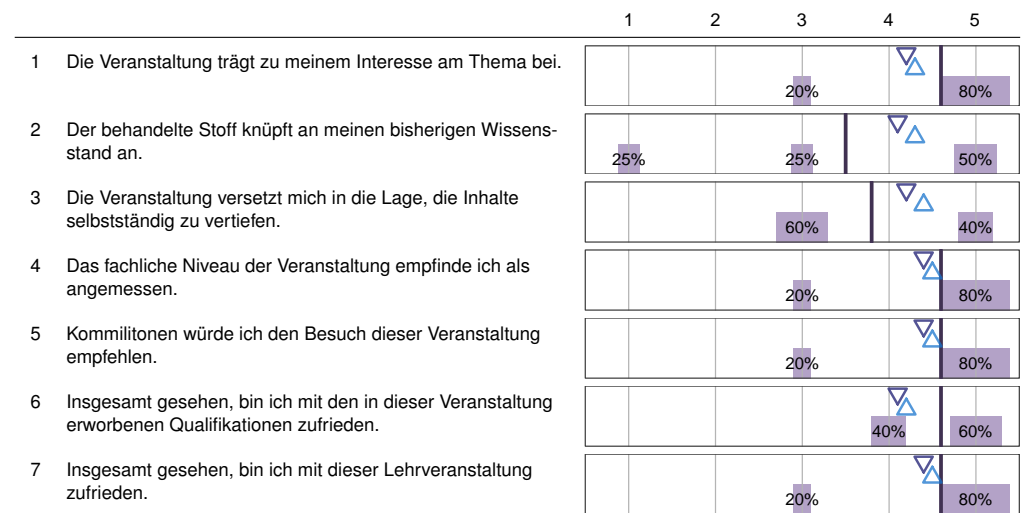 1 2 3 4 5
1 Die Veranstaltung trägt zu meinem Interesse am Thema bei.
20% 80%
2 Der behandelte Stoff knüpft an meinen bisherigen Wissens-
stand an.
25% 25% 50%
3 Die Veranstaltung versetzt mich in die Lage, die Inhalte
selbstständig zu vertiefen.
60% 40%
4 Das fachliche Niveau der Veranstaltung empfinde ich als
angemessen.
20% 80%
5 Kommilitonen würde ich den Besuch dieser Veranstaltung
empfehlen.
20% 80%
6 Insgesamt gesehen, bin ich mit den in dieser Veranstaltung
erworbenen Qualifikationen zufrieden.
40% 60%
7 Insgesamt gesehen, bin ich mit dieser Lehrveranstaltung
zufrieden.
20% 80%